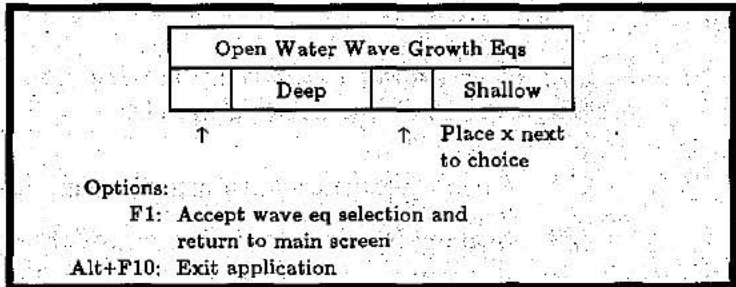 Open Water Wave Growth Eqs
Deep Shallow
↑ ↑ Place x next
to choice
Options:
F1: Accept wave eq selection and
return to main screen
Alt+F10: Exit application